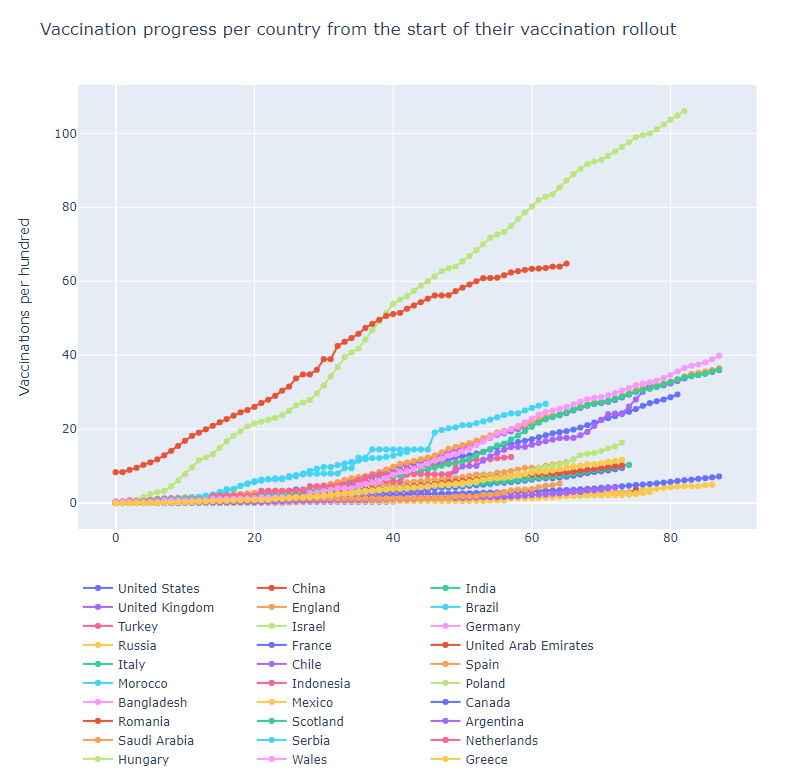 Vaccination progress per country from the start of their vaccination rollout
Vaccinations per hundred
100
80
60
40
20
0
0 20 40 60 80
United States China India
United Kingdom England Brazil
Turkey Israel Germany
Russia France United Arab Emirates
Italy Chile Spain
Morocco Indonesia Poland
Bangladesh Mexico Canada
Romania Scotland Argentina
Saudi Arabia Serbia Netherlands
Hungary Wales Greece